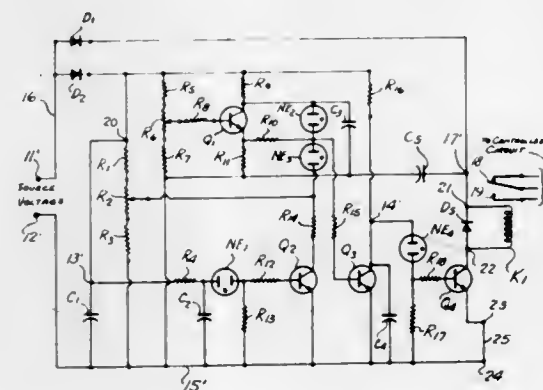 D1
D2
16
11'
SOURCE
VOLTAGE
12'
20
R1
R2
R3
13'
C1
R4
C2
NE1
R12
R13
Q2
R14
15'
R5
R6
R7
R8
Q1
R9
R10
R11
NE2
NE3
C3
R15
Q3
C4
R16
14'
NE4
R18
R17
Q4
C5
17'
TO CONTROLLED
CIRCUIT
18
19
21
D3
K1
22
23
25
24